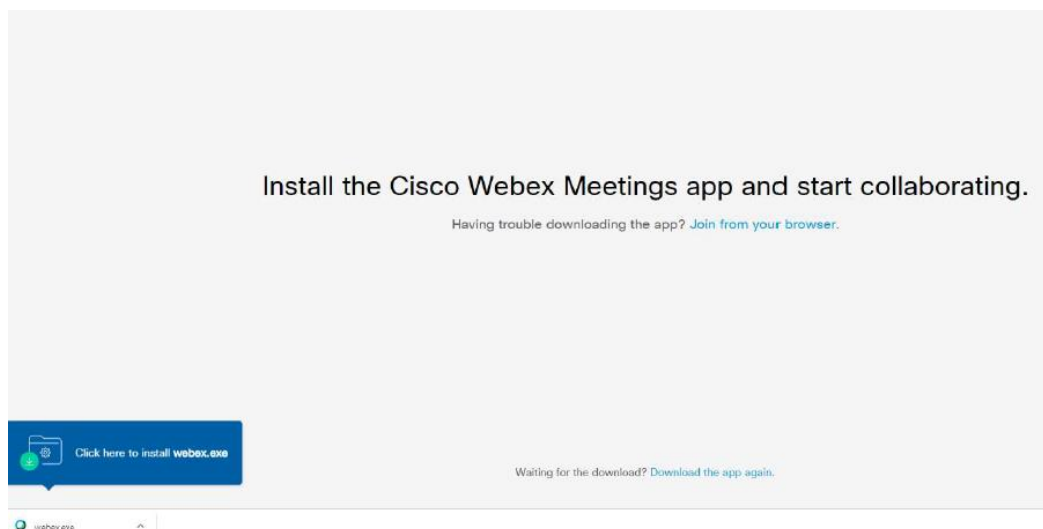 Install the Cisco Webex Meetings app and start collaborating.
Having trouble downloading the app? Join from your browser.
Click here to install webex.exe
Waiting for the download? Download the app again.
webex.exe